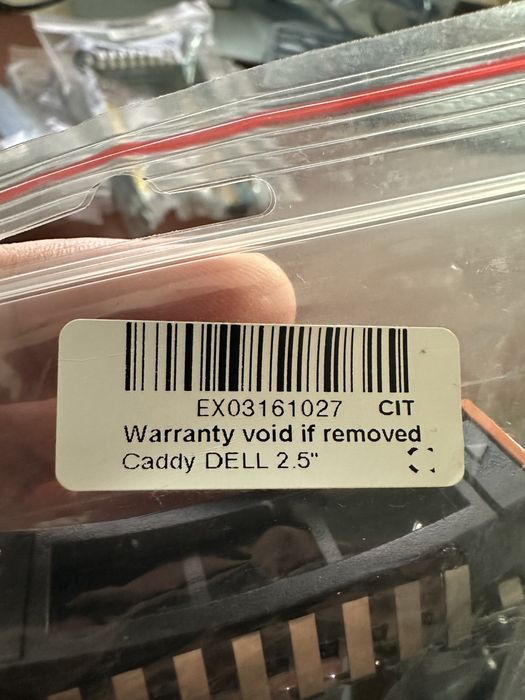 EX03161027 CIT
Warranty void if removed
Caddy DELL 2.5"